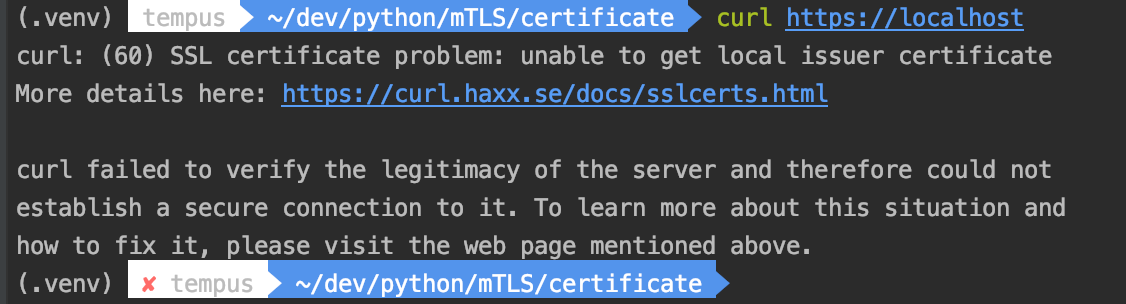 (.venv) tempus ~/dev/python/mTLS/certificate curl https://localhost
curl: (60) SSL certificate problem: unable to get local issuer certificate
More details here: https://curl.haxx.se/docs/sslcerts.html
curl failed to verify the legitimacy of the server and therefore could not
establish a secure connection to it. To learn more about this situation and
how to fix it, please visit the web page mentioned above.
(.venv) ✘ tempus ~/dev/python/mTLS/certificate